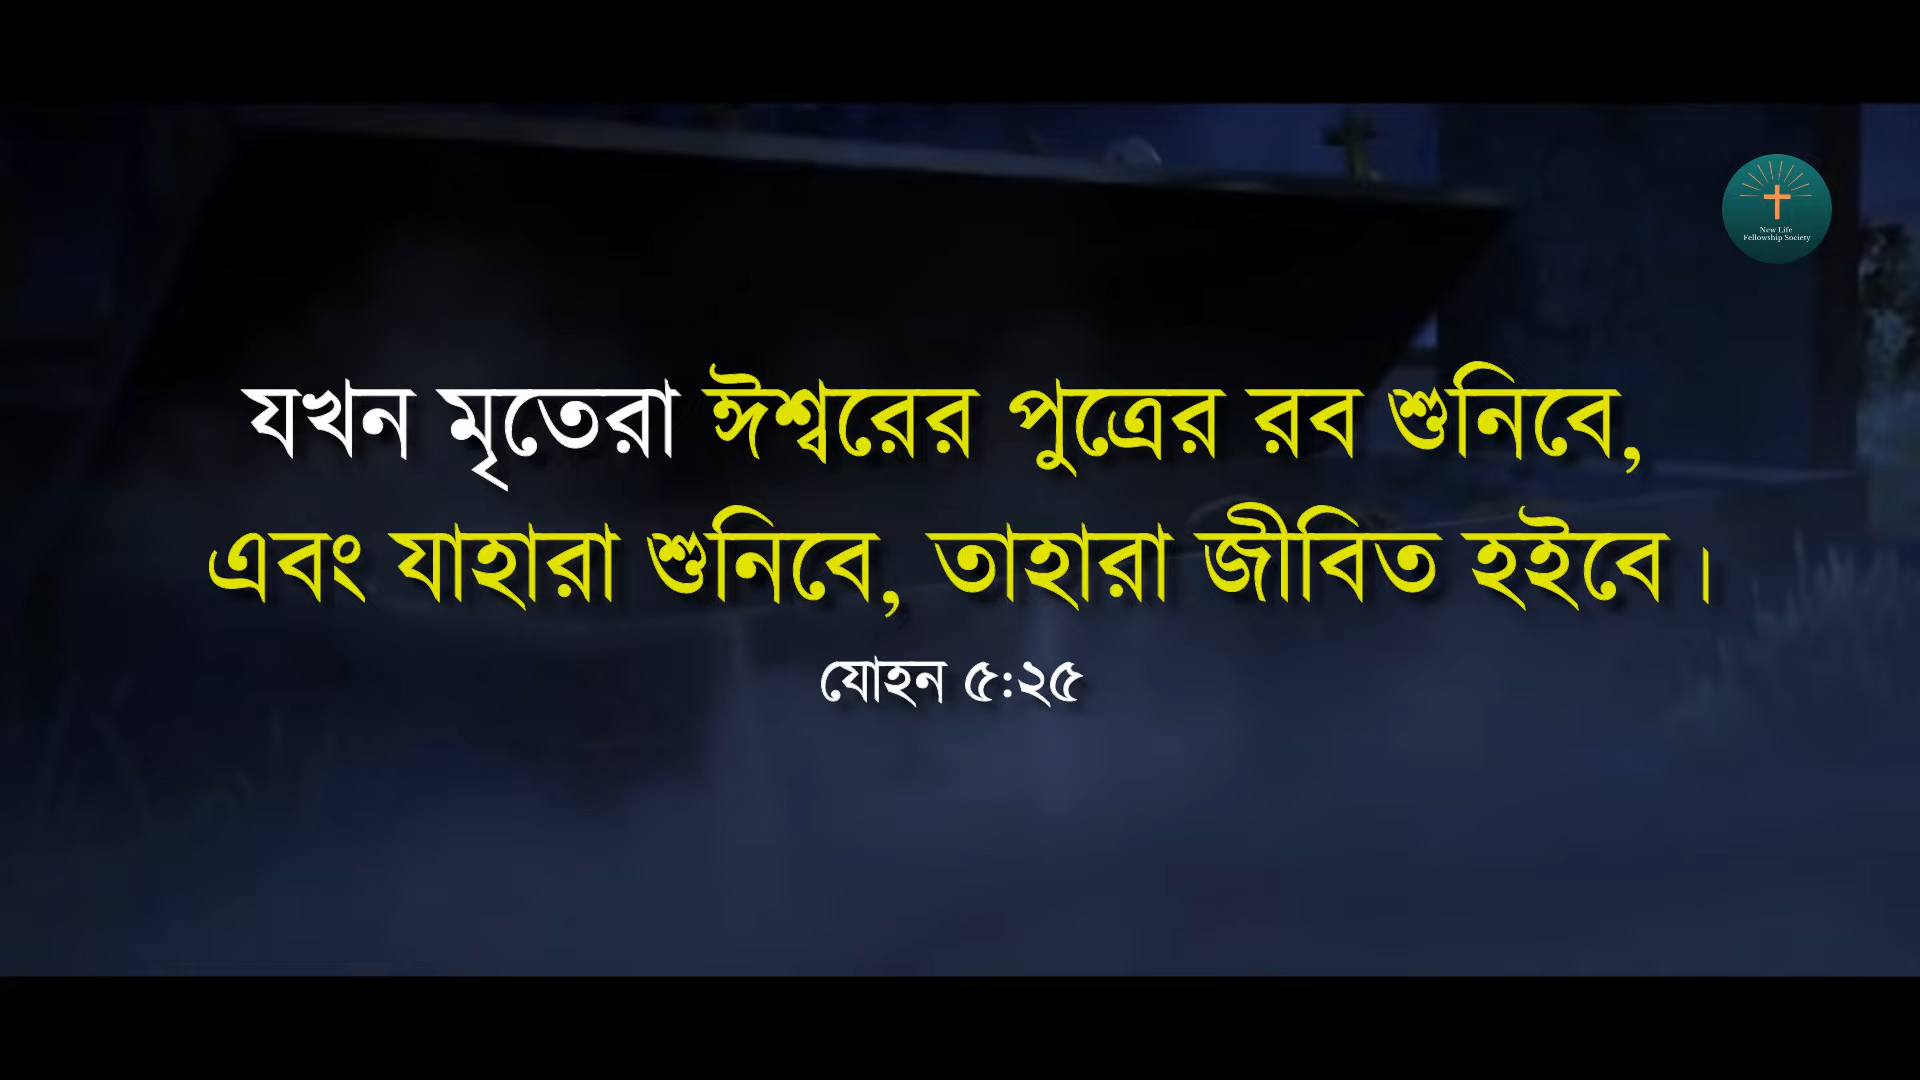 New Life
Fellowship Society
যখন মৃতেরা ঈশ্বরের পুত্রের রব শুনিবে,
এবং যাহারা শুনিবে, তাহারা জীবিত হইবে।
যোহন ৫:২৫